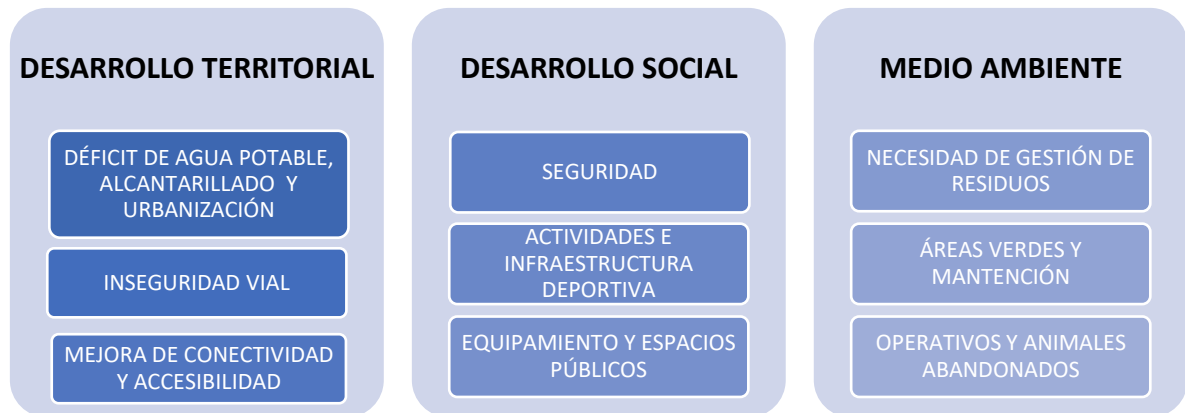 DESARROLLO TERRITORIAL
DÉFICIT DE AGUA POTABLE,
ALCANTARILLADO Y
URBANIZACIÓN
INSEGURIDAD VIAL
MEJORA DE CONECTIVIDAD
Y ACCESIBILIDAD
DESARROLLO SOCIAL
SEGURIDAD
ACTIVIDADES E
INFRAESTRUCTURA
DEPORTIVA
EQUIPAMIENTO Y ESPACIOS
PÚBLICOS
MEDIO AMBIENTE
NECESIDAD DE GESTIÓN DE
RESIDUOS
ÁREAS VERDES Y
MANTENCIÓN
OPERATIVOS Y ANIMALES
ABANDONADOS